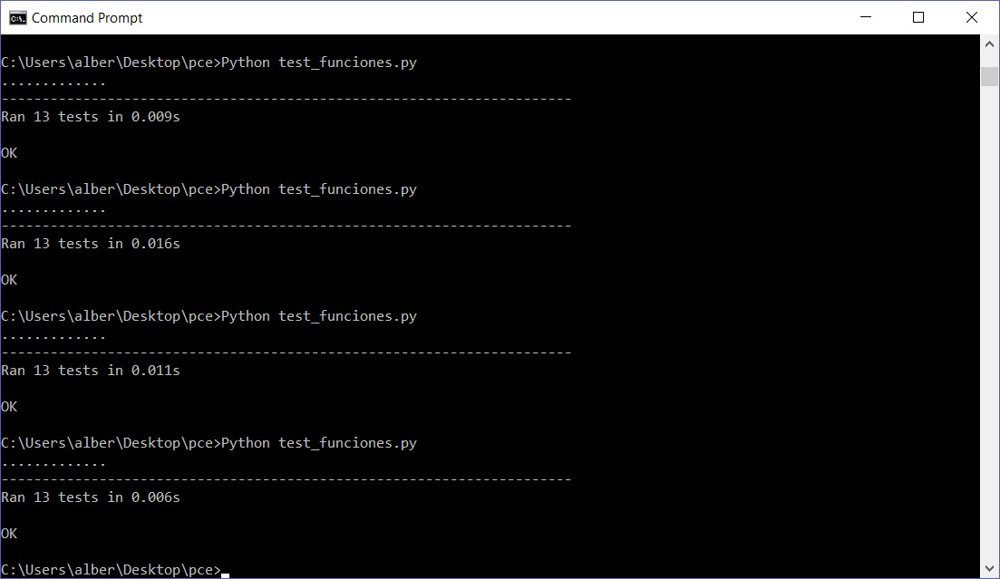 Command Prompt
C:\Users\alber\Desktop\pce>Python test_funciones.py
.............
----------------------------------------------------------------------
Ran 13 tests in 0.009s
OK
C:\Users\alber\Desktop\pce>Python test_funciones.py
.............
----------------------------------------------------------------------
Ran 13 tests in 0.016s
OK
C:\Users\alber\Desktop\pce>Python test_funciones.py
.............
----------------------------------------------------------------------
Ran 13 tests in 0.011s
OK
C:\Users\alber\Desktop\pce>Python test_funciones.py
.............
----------------------------------------------------------------------
Ran 13 tests in 0.006s
OK
C:\Users\alber\Desktop\pce>